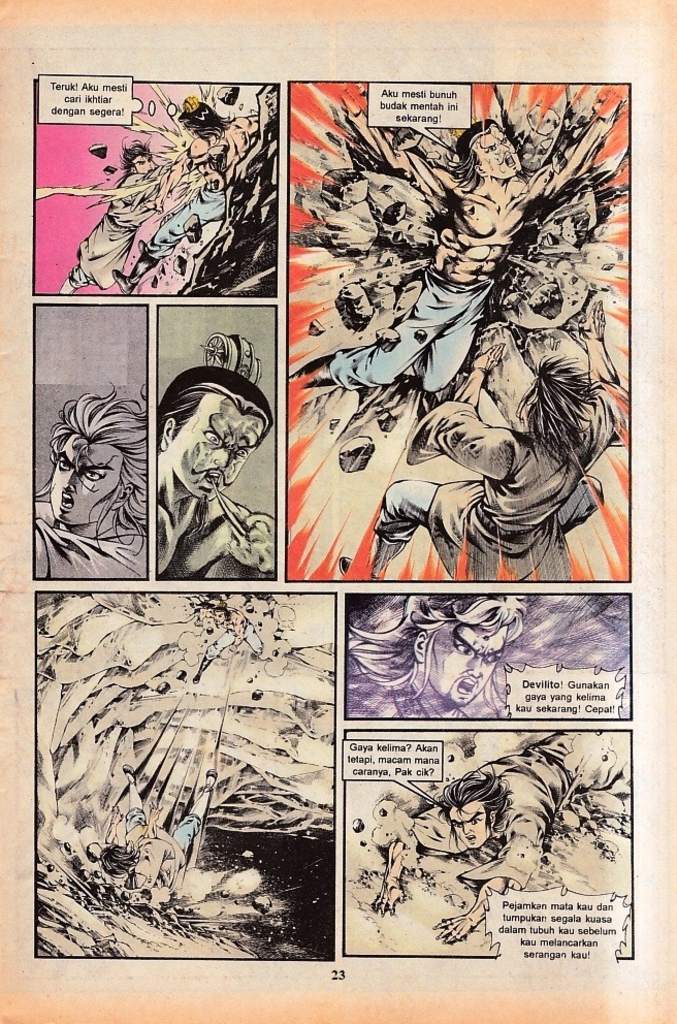 Teruk! Aku mesti
cari ikhtiar
dengan segera!
Aku mesti bunuh
budak mentah ini
sekarang!
Devilito! Gunakan
gaya yang kelima
kau sekarang! Cepat!
Gaya kelima? Akan
tetapi, macam mana
caranya, Pak cik?
Pejamkan mata kau dan
tumpukan segala kuasa
dalam tubuh kau sebelum
kau melancarkan
serangan kau!
23